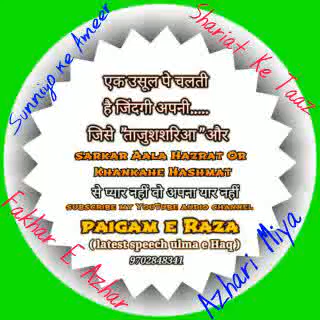 Sunniyo Ke Ameer
Shariat Ke Taaz
एक उसूल पे चलती
है जिंदगी अपनी.....
जिसे "ताजुशशरिआ" और
Sarkar Aala Hazrat Or
Khankahe Hashmat
से प्यार नहीं वो अपना यार नहीं
subscribe my YouTube audio channel
PAIGAM E RAZA
(latest speech ulma e Haq)
9702848341
Fakhar E Azhar
Azhari Miya